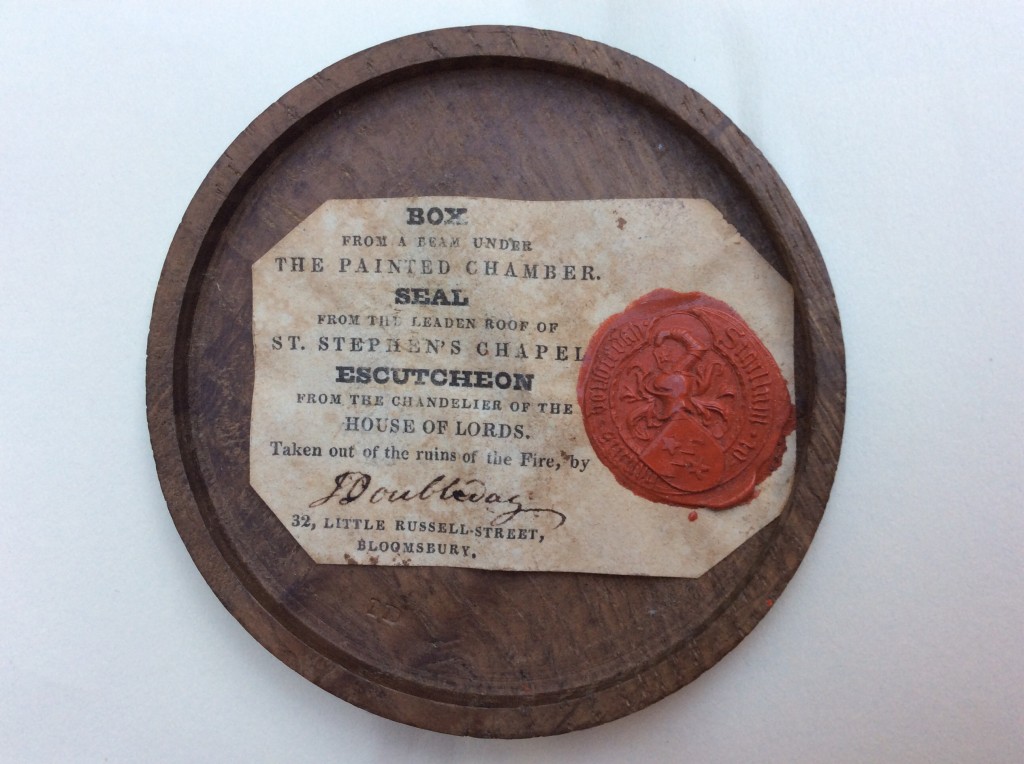 BOX
FROM A BEAM UNDER
THE PAINTED CHAMBER.
SEAL
FROM THE LEADEN ROOF OF
ST. STEPHEN'S CHAPEL
ESCUTCHEON
FROM THE CHANDELIER OF THE
HOUSE OF LORDS.
Taken out of the ruins of the Fire, by
JDoubleday
32, LITTLE RUSSELL-STREET,
BLOOMSBURY.